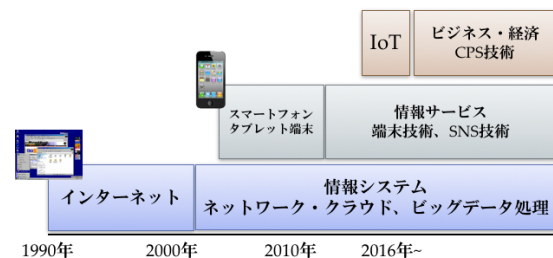 IoT
ビジネス・経済
CPS技術
スマートフォン
タブレット端末
情報サービス
端末技術、SNS技術
インターネット
情報システム
ネットワーク・クラウド、ビッグデータ処理
1990年
2000年
2010年
2016年~